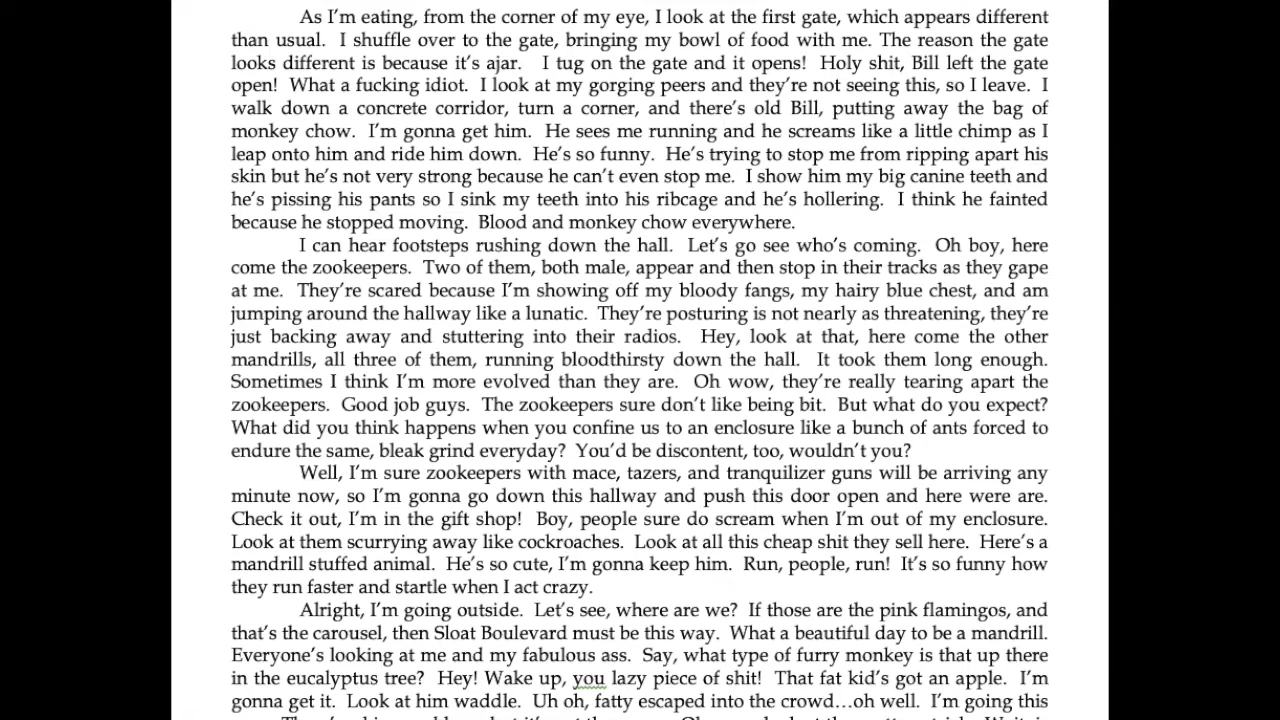 As I'm eating, from the corner of my eye, I look at the first gate, which appears different
than usual. I shuffle over to the gate, bringing my bowl of food with me. The reason the gate
looks different is because it's ajar. I tug on the gate and it opens! Holy shit, Bill left the gate
open! What a fucking idiot. I look at my gorging peers and they're not seeing this, so I leave. I
walk down a concrete corridor, turn a corner, and there's old Bill, putting away the bag of
monkey chow. I'm gonna get him. He sees me running and he screams like a little chimp as I
leap onto him and ride him down. He's so funny. He's trying to stop me from ripping apart his
skin but he's not very strong because he can't even stop me. I show him my big canine teeth and
he's pissing his pants so I sink my teeth into his ribcage and he's hollering. I think he fainted
because he stopped moving. Blood and monkey chow everywhere.
I can hear footsteps rushing down the hall. Let's go see who's coming. Oh boy, here
come the zookeepers. Two of them, both male, appear and then stop in their tracks as they gape
at me. They're scared because I'm showing off my bloody fangs, my hairy blue chest, and am
jumping around the hallway like a lunatic. They're posturing is not nearly as threatening, they're
just backing away and stuttering into their radios. Hey, look at that, here come the other
mandrills, all three of them, running bloodthirsty down the hall. It took them long enough.
Sometimes I think I'm more evolved than they are. Oh wow, they're really tearing apart the
zookeepers. Good job guys. The zookeepers sure don't like being bit. But what do you expect?
What did you think happens when you confine us to an enclosure like a bunch of ants forced to
endure the same, bleak grind everyday? You'd be discontent, too, wouldn't you?
Well, I'm sure zookeepers with mace, tazers, and tranquilizer guns will be arriving any
minute now, so I'm gonna go down this hallway and push this door open and here were are.
Check it out, I'm in the gift shop! Boy, people sure do scream when I'm out of my enclosure.
Look at them scurrying away like cockroaches. Look at all this cheap shit they sell here. Here's a
mandrill stuffed animal. He's so cute, I'm gonna keep him. Run, people, run! It's so funny how
they run faster and startle when I act crazy.
Alright, I'm going outside. Let's see, where are we? If those are the pink flamingos, and
that's the carousel, then Sloat Boulevard must be this way. What a beautiful day to be a mandrill.
Everyone's looking at me and my fabulous ass. Say, what type of furry monkey is that up there
in the eucalyptus tree? Hey! Wake up, you lazy piece of shit! That fat kid's got an apple. I'm
gonna get it. Look at him waddle. Uh oh, fatty escaped into the crowd…oh well. I'm going this